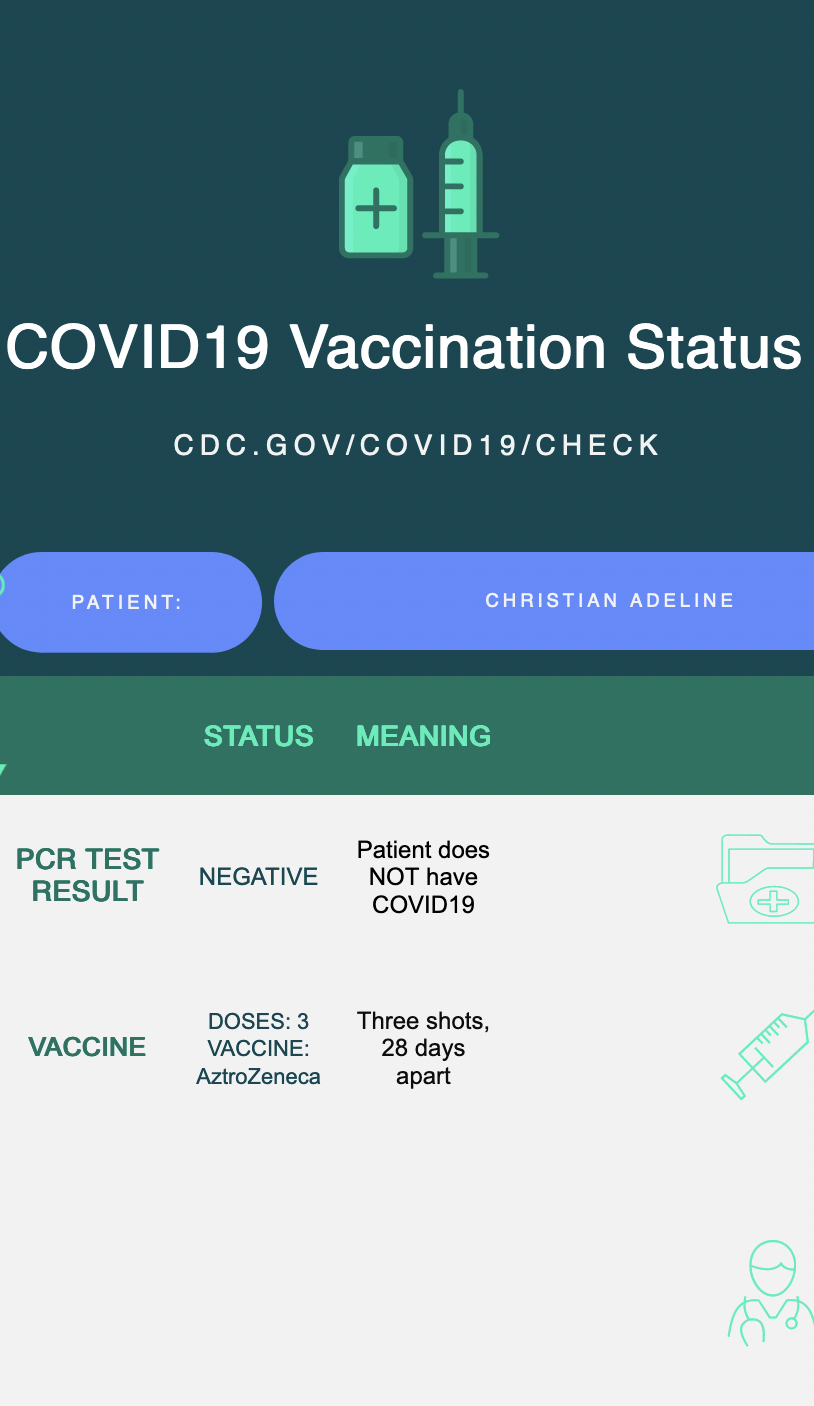 COVID19 Vaccination Status
CDC.GOV/COVID19/CHECK
PATIENT:
CHRISTIAN ADELINE
STATUS
MEANING
PCR TEST
RESULT
NEGATIVE
Patient does
NOT have
COVID19
VACCINE
DOSES: 3
VACCINE:
AztroZeneca
Three shots,
28 days
apart